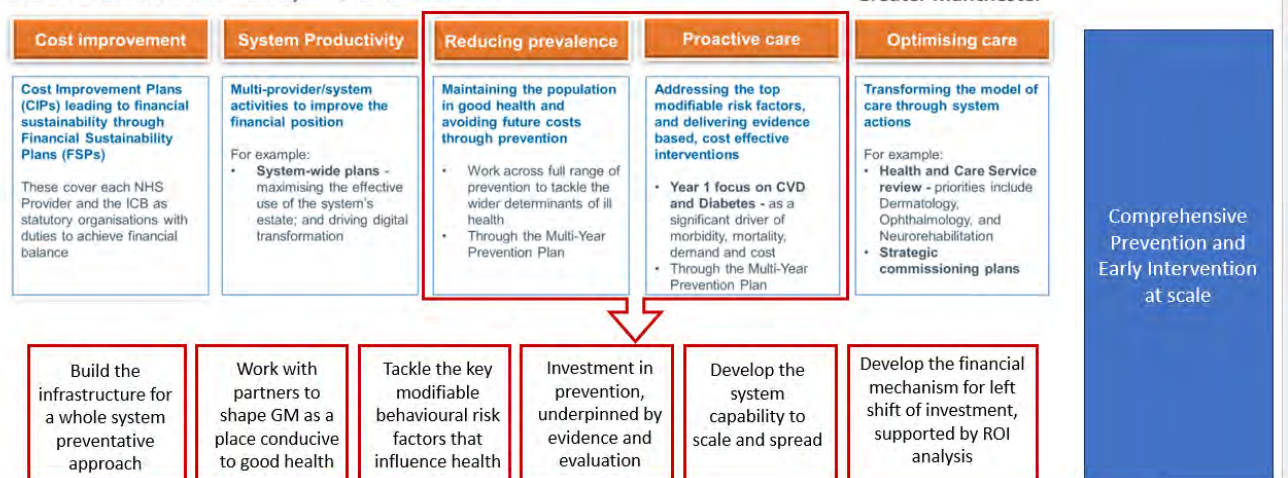 Cost improvement
Cost Improvement Plans
(CIPs) leading to financial
sustainability through
Financial Sustainability
Plans (FSPs)
These cover each NHS
Provider and the ICB as
statutory organisations with
duties to achieve financial
balance
System Productivity
Multi-provider/system
activities to improve the
financial position
For example:
• System-wide plans -
maximising the effective
use of the system's
estate; and driving digital
transformation
Reducing prevalence
Maintaining the population
in good health and
avoiding future costs
through prevention
• Work across full range of
prevention to tackle the
wider determinants of ill
health
• Through the Multi-Year
Prevention Plan
Proactive care
Addressing the top
modifiable risk factors,
and delivering evidence
based, cost effective
interventions
• Year 1 focus on CVD
and Diabetes - as a
significant driver of
morbidity, mortality,
demand and cost
• Through the Multi-Year
Prevention Plan
Optimising care
Transforming the model of
care through system
actions
For example:
• Health and Care Service
review - priorities include
Dermatology,
Ophthalmology, and
Neurorehabilitation
• Strategic
commissioning plans
Comprehensive
Prevention and
Early Intervention
at scale
Build the
infrastructure for
a whole system
preventative
approach
Work with
partners to
shape GM as a
place conducive
to good health
Tackle the key
modifiable
behavioural risk
factors that
influence health
Investment in
prevention,
underpinned by
evidence and
evaluation
Develop the
system
capability to
scale and spread
Develop the financial
mechanism for left
shift of investment,
supported by ROI
analysis